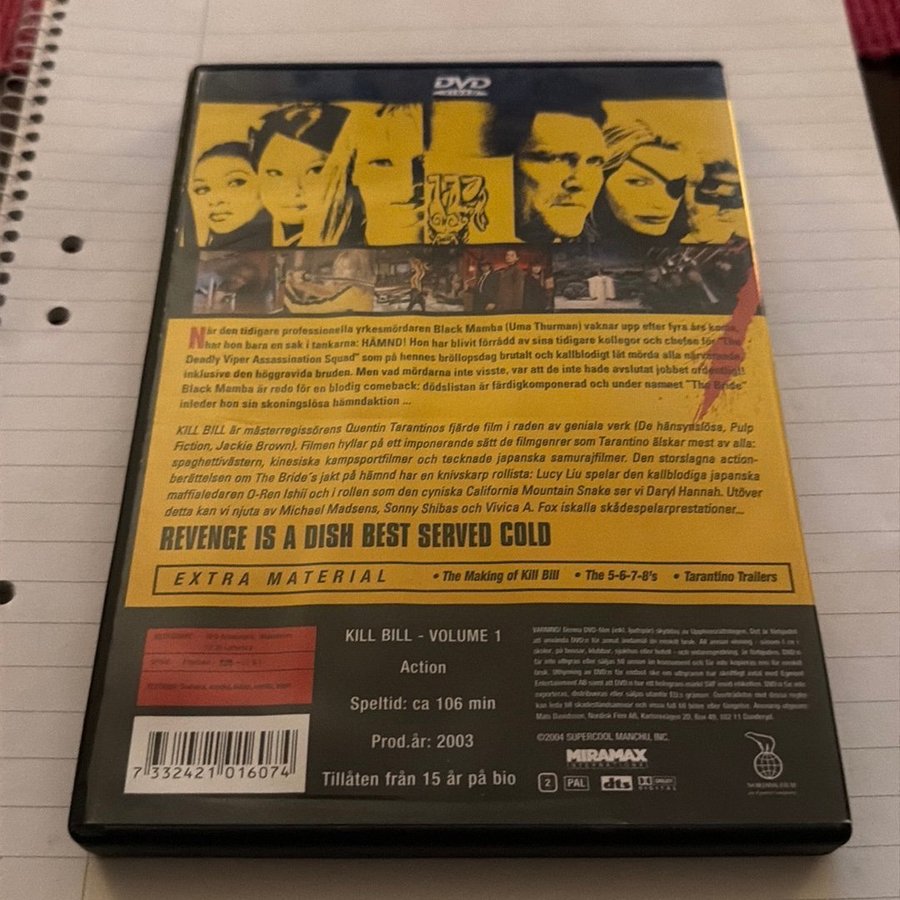 DVD
VIDEO
När den tidigare professionella yrkesmördaren Black Mamba (Uma Thurman) vaknar upp efter fyra års koma,
har hon bara en sak i tankarna: HÄMND! Hon har blivit förrådd av sina tidigare kollegor och chefen för "The
Deadly Viper Assassination Squad" som på hennes bröllopsdag brutalt och kallblodigt lät mörda alla närvarande
inklusive den höggravida bruden. Men vad mördarna inte visste, var att de inte hade avslutat jobbet ordentligt!
Black Mamba är redo för en blodig comeback: dödslistan är färdigkomponerad och under namnet "The Bride"
inleder hon sin skoningslösa hämndaktion ...
KILL BILL är mästerregissörens Quentin Tarantinos fjärde film i raden av geniala verk (De hänsynslösa, Pulp
Fiction, Jackie Brown). Filmen hyllar på ett imponerande sätt de filmgenrer som Tarantino älskar mest av alla:
spaghettivästern, kinesiska kampsportfilmer och tecknade japanska samurajfilmer. Den storslagna action-
berättelsen om The Bride's jakt på hämnd har en knivskarp rollista: Lucy Liu spelar den kallblodiga japanska
maffialedaren O-Ren Ishii och i rollen som den cyniska California Mountain Snake ser vi Daryl Hannah. Utöver
detta kan vi njuta av Michael Madsens, Sonny Shibas och Vivica A. Fox iskalla skådespelarprestationer...
REVENGE IS A DISH BEST SERVED COLD
EXTRA MATERIAL • The Making of Kill Bill • The 5-6-7-8's • Tarantino Trailers
KILL BILL - VOLUME 1
Action
Speltid: ca 106 min
Prod.år: 2003
Tillåten från 15 år på bio
7 332421 016074
©2004 SUPERCOOL MANCHU, INC.
MIRAMAX
INTERNATIONAL
2 PAL dts DOLBY DIGITAL